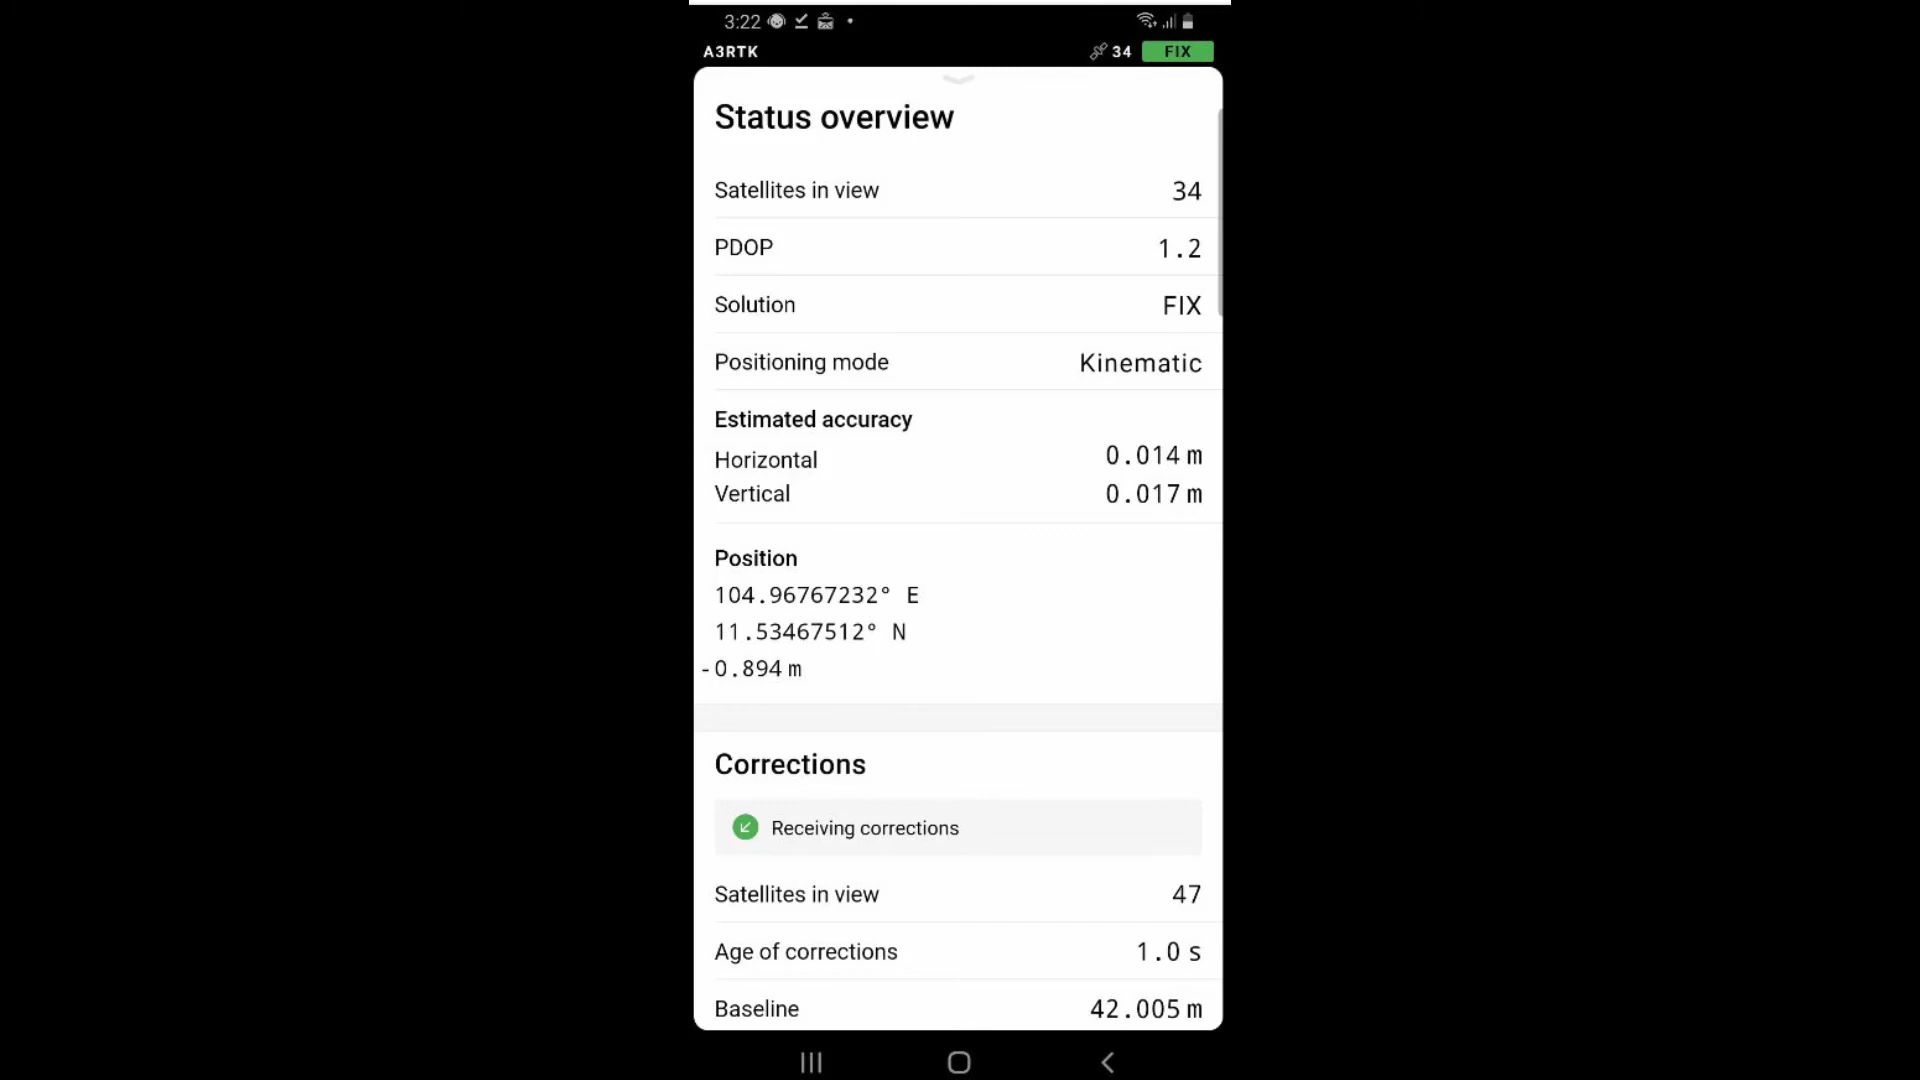 3:22
A3RTK 34 FIX
Status overview
Satellites in view 34
PDOP 1.2
Solution FIX
Positioning mode Kinematic
Estimated accuracy
Horizontal 0.014 m
Vertical 0.017 m
Position
104.96767232° E
11.53467512° N
-0.894 m
Corrections
Receiving corrections
Satellites in view 47
Age of corrections 1.0 s
Baseline 42.005 m